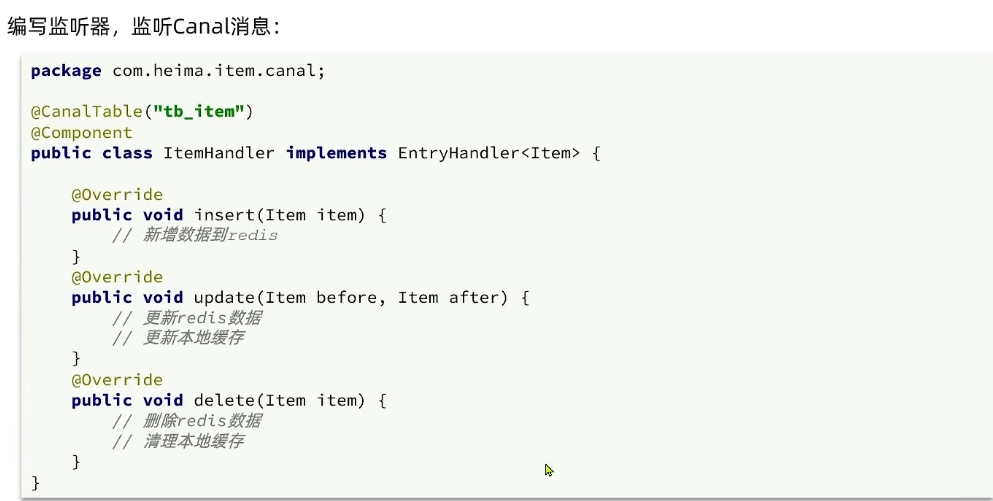 编写监听器，监听Canal消息：
package com.heima.item.canal;
@CanalTable("tb_item")
@Component
public class ItemHandler implements EntryHandler<Item> {
@Override
public void insert(Item item) {
// 新增数据到redis
}
@Override
public void update(Item before, Item after) {
// 更新redis数据
// 更新本地缓存
}
@Override
public void delete(Item item) {
// 删除redis数据
// 清理本地缓存
}
}